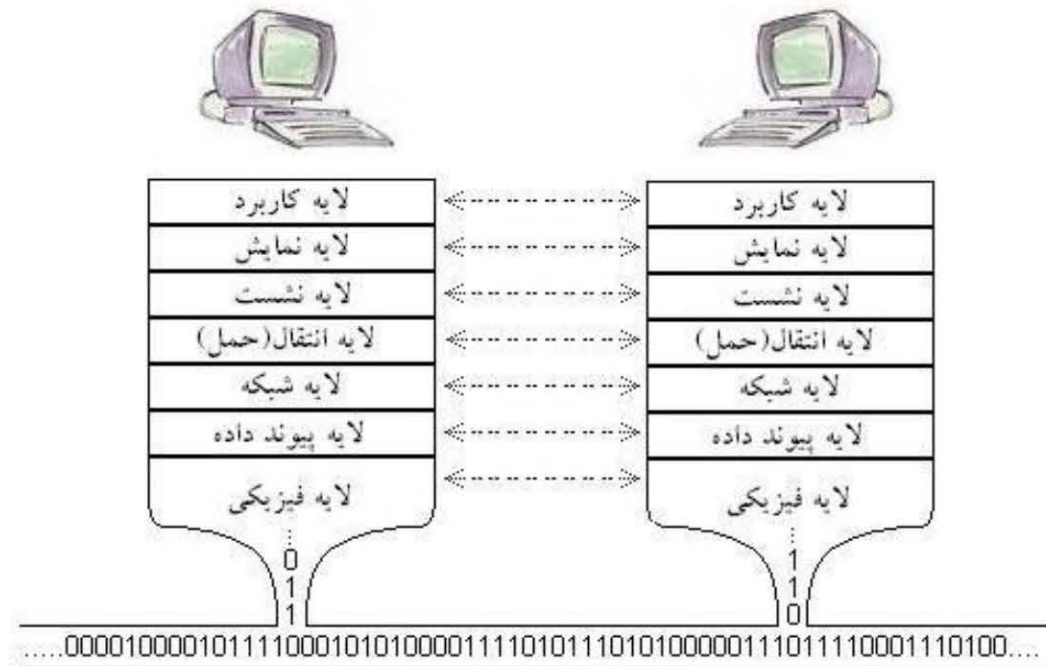 لایه کاربرد
لایه نمایش
لایه نشست
لایه انتقال(حمل)
لایه شبکه
لایه پیوند داده
لایه فیزیکی
...
0
1
1
لایه کاربرد
لایه نمایش
لایه نشست
لایه انتقال(حمل)
لایه شبکه
لایه پیوند داده
لایه فیزیکی
...
1
1
0
.....000010000101111000101010000011110101110101000000111011110001110100....